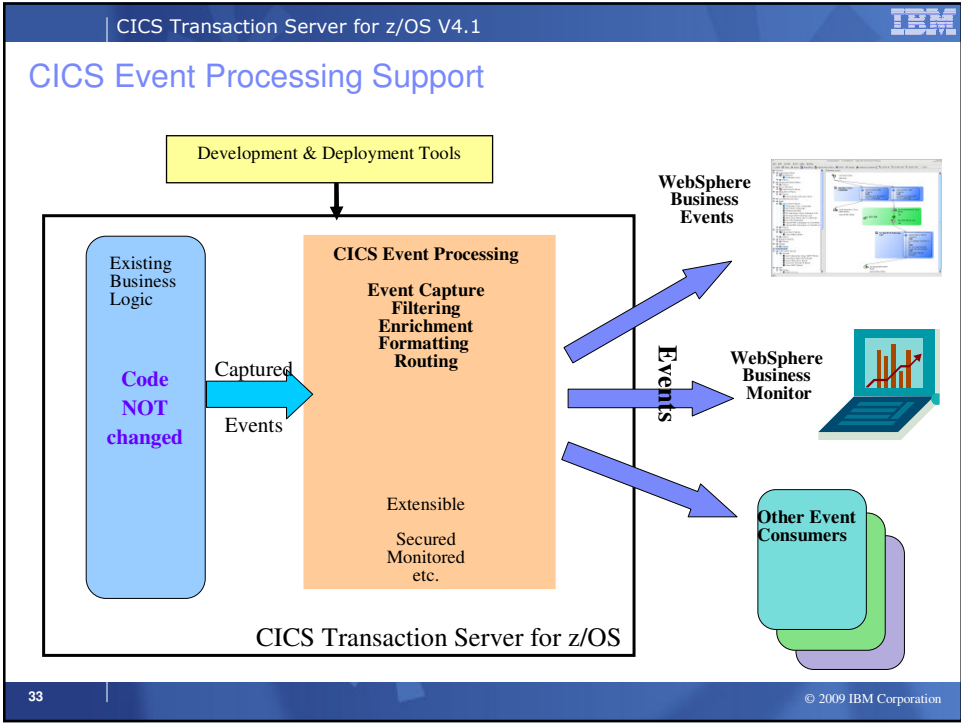 CICS Transaction Server for z/OS V4.1
IBM
CICS Event Processing Support
Development & Deployment Tools
Existing
Business
Logic
Code
NOT
changed
Captured
Events
CICS Event Processing
Event Capture
Filtering
Enrichment
Formatting
Routing
Extensible
Secured
Monitored
etc.
CICS Transaction Server for z/OS
Events
WebSphere
Business
Events
WebSphere
Business
Monitor
Other Event
Consumers
33
© 2009 IBM Corporation